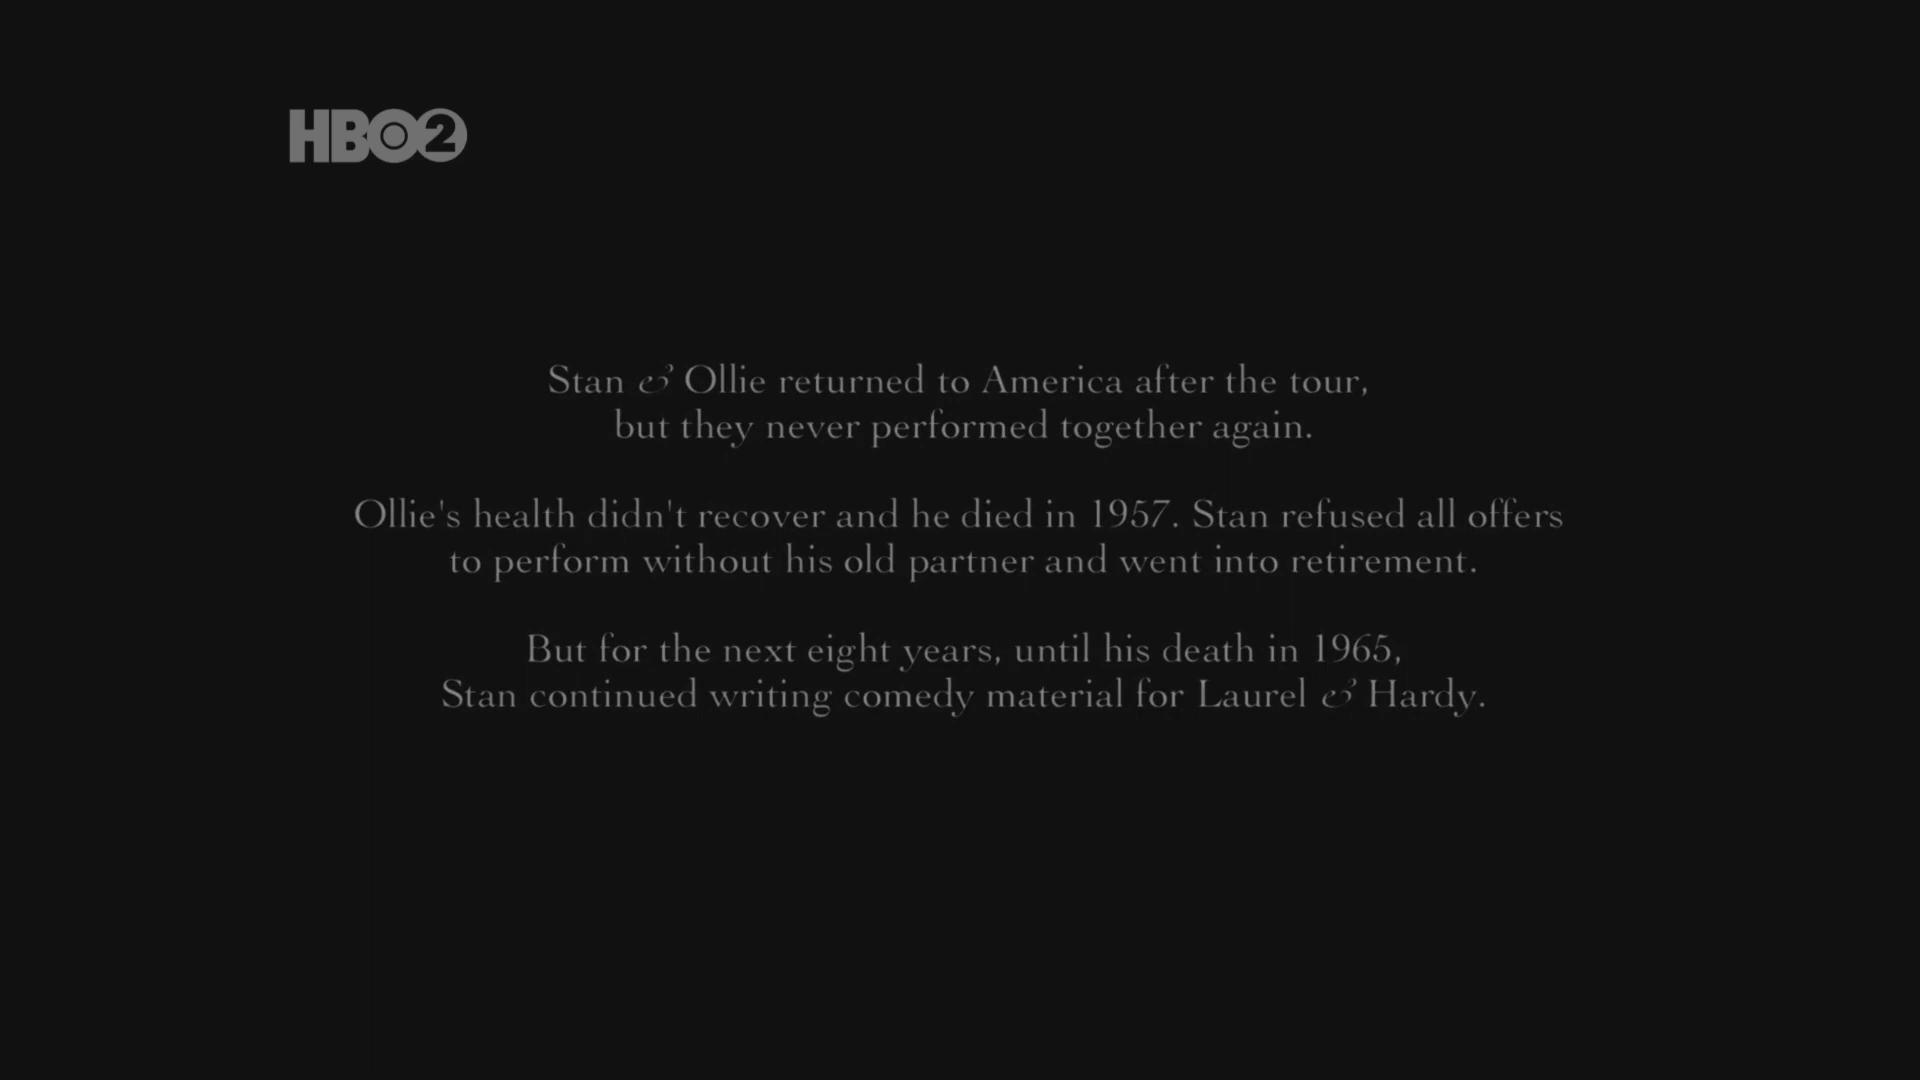 HBO2
Stan & Ollie returned to America after the tour,
but they never performed together again.
Ollie's health didn't recover and he died in 1957. Stan refused all offers
to perform without his old partner and went into retirement.
But for the next eight years, until his death in 1965,
Stan continued writing comedy material for Laurel & Hardy.